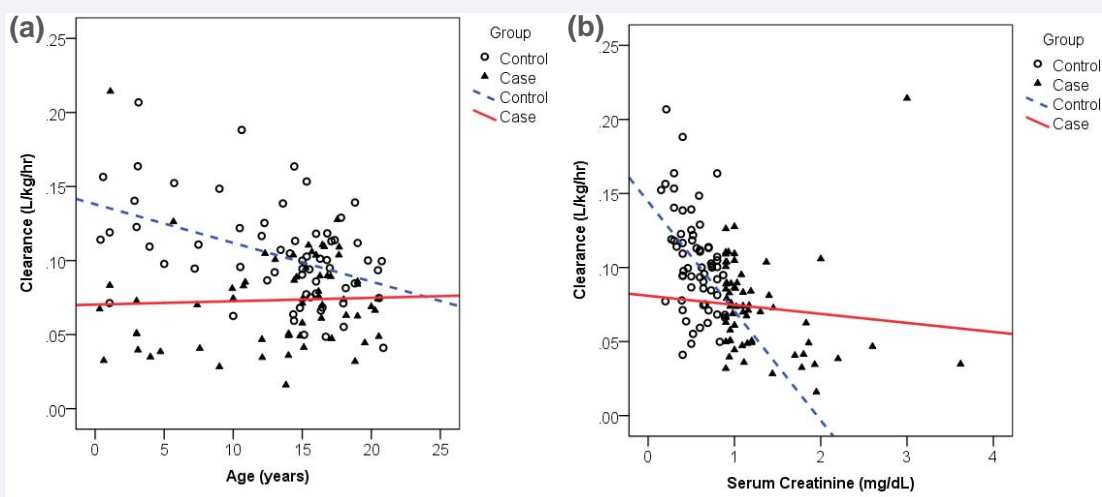 (a)
.25
.20
.15
.10
.05
.00
0 5 10 15 20 25
Clearance (L/kg/hr)
Age (years)
Group
Control
Case
Control
Case
(b)
.25
.20
.15
.10
.05
.00
0 1 2 3 4
Clearance (L/kg/hr)
Serum Creatinine (mg/dL)
Group
Control
Case
Control
Case